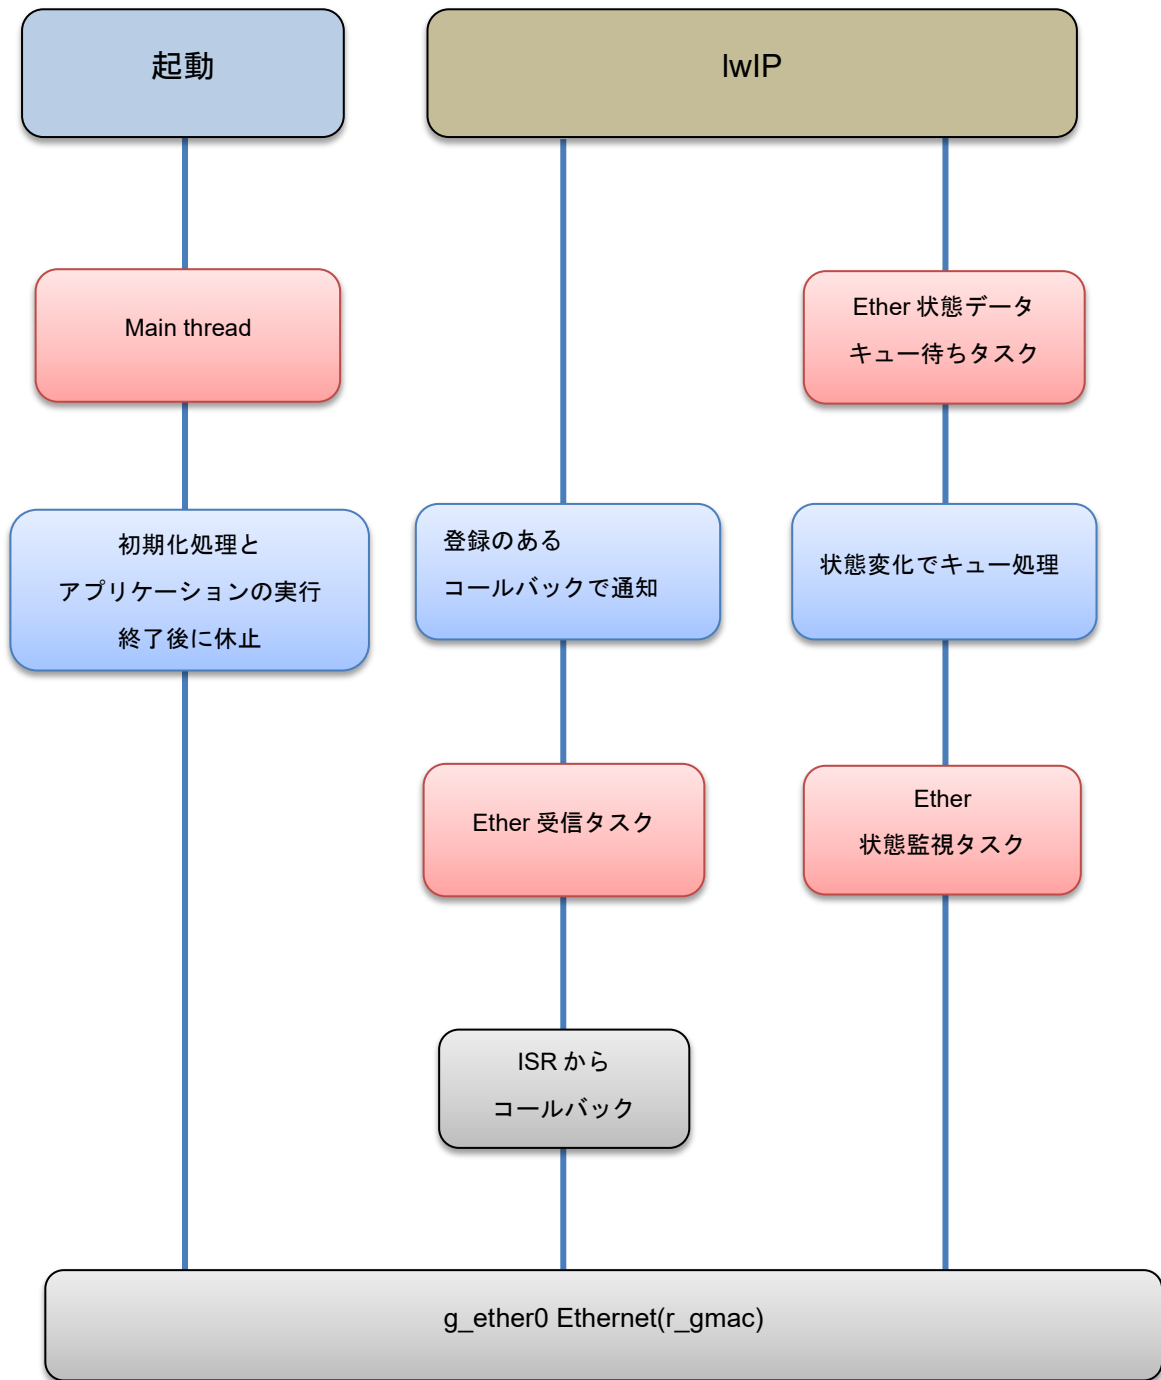 起動
lwIP
Main thread
Ether 状態データ
キュー待ちタスク
初期化処理と
アプリケーションの実行
終了後に休止
登録のある
コールバックで通知
状態変化でキュー処理
Ether 受信タスク
Ether
状態監視タスク
ISR から
コールバック
g_ether0 Ethernet(r_gmac)